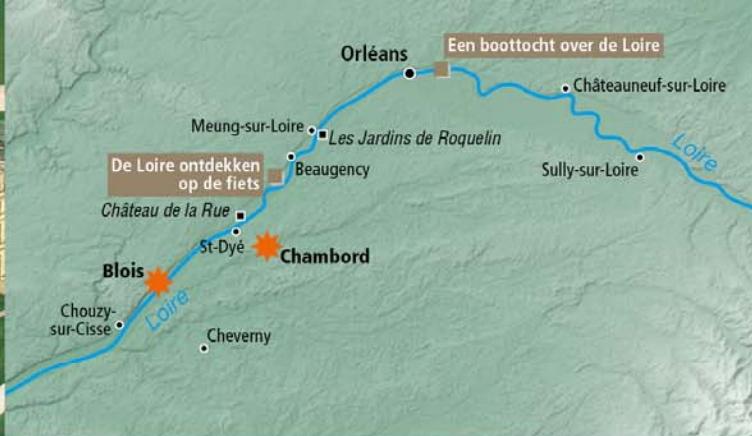 Een boottocht over de Loire
Orléans
Châteauneuf-sur-Loire
Meung-sur-Loire
Les Jardins de Roquelin
Loire
De Loire ontdekken
op de fiets
Beaugency
Sully-sur-Loire
Château de la Rue
St-Dyé
Chambord
Blois
Loire
Chouzy-
sur-Cisse
Cheverny